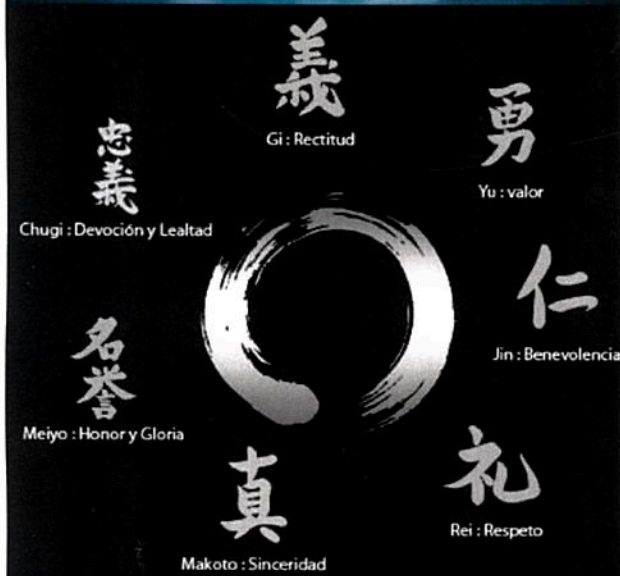 義
Gi : Rectitud
勇
Yu : valor
仁
Jin : Benevolencia
礼
Rei : Respeto
真
Makoto : Sinceridad
名
誉
Meiyo : Honor y Gloria
忠
義
Chugi : Devoción y Lealtad